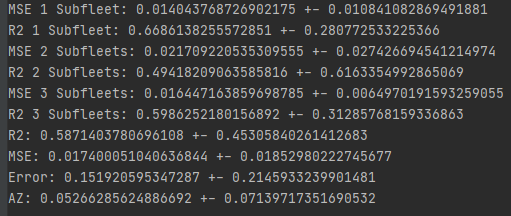 MSE 1 Subfleet: 0.014043768726902175 +- 0.010841082869491881
R2 1 Subfleet: 0.6686138255572851 +- 0.280772533225366
MSE 2 Subfleets: 0.021709220535309555 +- 0.027426694541214974
R2 2 Subfleets: 0.49418209063585816 +- 0.6163354992865069
MSE 3 Subfleets: 0.016447163859698785 +- 0.0064970191593259055
R2 3 Subfleets: 0.5986252180156892 +- 0.31285768159336863
R2: 0.5871403780696108 +- 0.45305840261412683
MSE: 0.017400051040636844 +- 0.01852980222745677
Error: 0.151920595347287 +- 0.2145933239901481
AZ: 0.05266285624886692 +- 0.07139717351690532